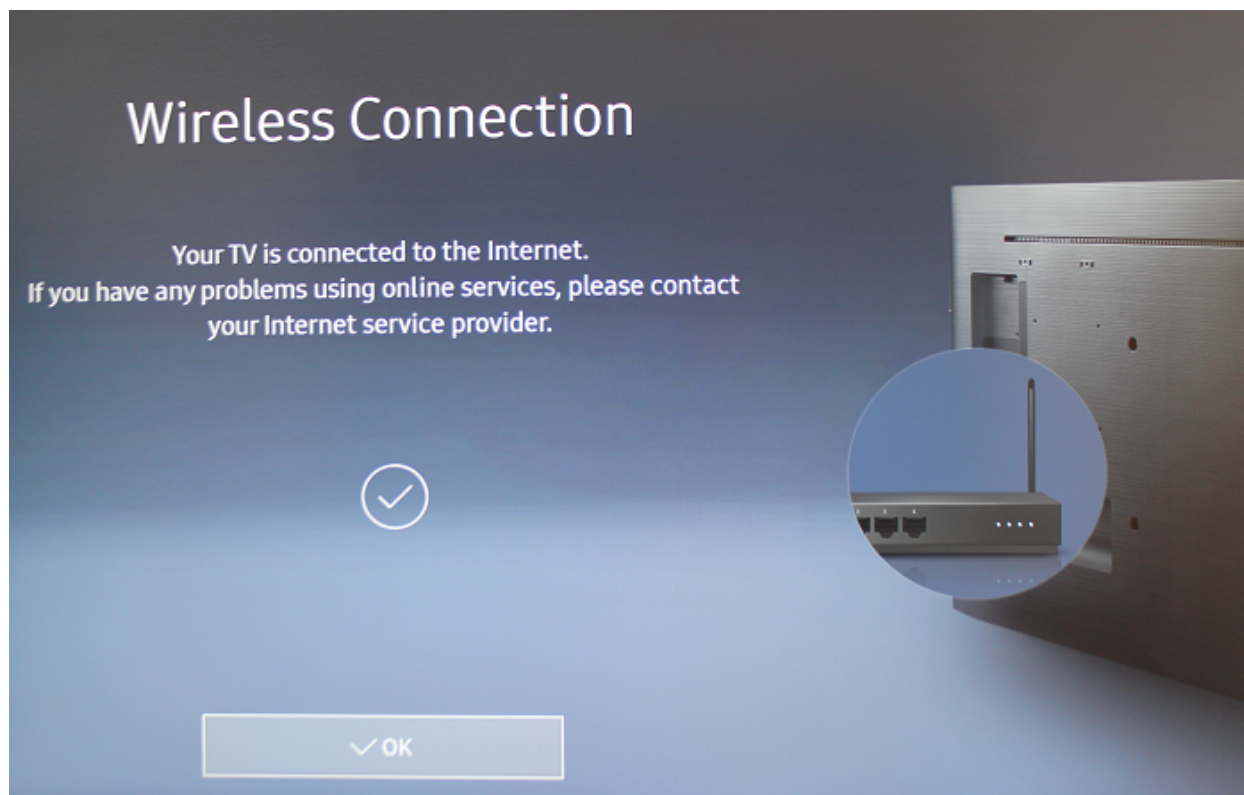 Wireless Connection
Your TV is connected to the Internet.
If you have any problems using online services, please contact
your Internet service provider.
OK